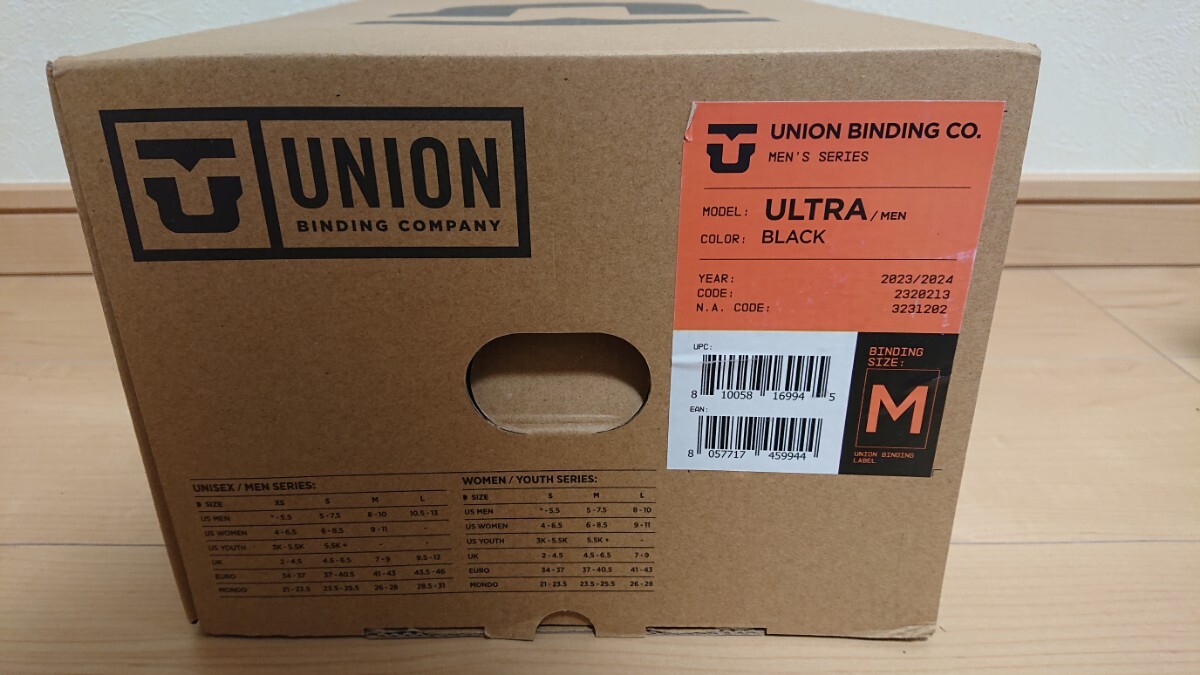 UNION
BINDING COMPANY
UNION BINDING CO.
MEN'S SERIES
MODEL: ULTRA / MEN
COLOR: BLACK
YEAR: 2023/2024
CODE: 2320213
N.A. CODE: 3231202
UPC:
8 10058 16994 5
EAN:
8 057717 459944
BINDING
SIZE:
M
UNION BINDING
LABEL
UNISEX / MEN SERIES:
SIZE XS S M L
US MEN *-5.5 5-7.5 8-10 10.5-13
US WOMEN 4-6.5 6-8.5 9-11 -
US YOUTH 3K-5.5K 5.5K+ - -
UK 2-4.5 4.5-6.5 7-9 9.5-12
EURO 34-37 37-40.5 41-43 43.5-46
MONDO 21-23.5 23.5-25.5 26-28 28.5-31
WOMEN / YOUTH SERIES:
SIZE S M L
US MEN *-5.5 5-7.5 8-10
US WOMEN 4-6.5 6-8.5 9-11
US YOUTH 3K-5.5K 5.5K+ -
UK 2-4.5 4.5-6.5 7-9
EURO 34-37 37-40.5 41-43
MONDO 21-23.5 23.5-25.5 26-28